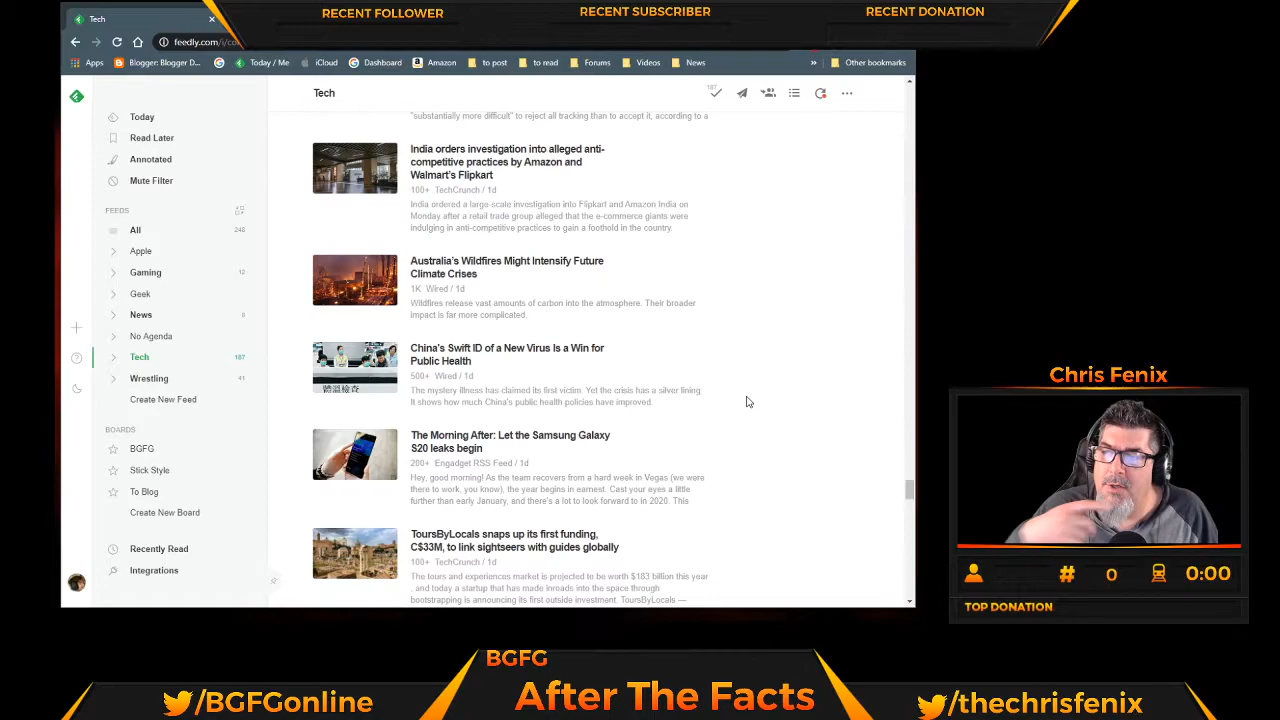 RECENT FOLLOWER
RECENT SUBSCRIBER
RECENT DONATION
Tech
feedly.com/i/co
Apps
Blogger: Blogger D...
Today / Me
iCloud
Dashboard
Amazon
to post
to read
Forums
Videos
News
»
Other bookmarks
Tech
197
Today
Read Later
Annotated
Mute Filter
FEEDS
All 248
Apple
Gaming 12
Geek
News 8
No Agenda
Tech 197
Wrestling 41
Create New Feed
BOARDS
BGFG
Stick Style
To Blog
Create New Board
Recently Read
Integrations
"substantially more difficult" to reject all tracking than to accept it, according to a
India orders investigation into alleged anti-
competitive practices by Amazon and
Walmart's Flipkart
100+ TechCrunch / 1d
India ordered a large-scale investigation into Flipkart and Amazon India on
Monday after a retail trade group alleged that the e-commerce giants were
indulging in anti-competitive practices to gain a foothold in the country.
Australia's Wildfires Might Intensify Future
Climate Crises
1K Wired / 1d
Wildfires release vast amounts of carbon into the atmosphere. Their broader
impact is far more complicated.
China's Swift ID of a New Virus Is a Win for
Public Health
500+ Wired / 1d
The mystery illness has claimed its first victim. Yet the crisis has a silver lining:
It shows how much China's public health policies have improved.
The Morning After: Let the Samsung Galaxy
S20 leaks begin
200+ Engadget RSS Feed / 1d
Hey, good morning! As the team recovers from a hard week in Vegas (we were
there to work, you know), the year begins in earnest. Cast your eyes a little
further than early January, and there's a lot to look forward to in 2020. This
ToursByLocals snaps up its first funding,
C$33M, to link sightseers with guides globally
100+ TechCrunch / 1d
The tours and experiences market is projected to be worth $183 billion this year
, and today a startup that has made inroads into the space through
bootstrapping is announcing its first outside investment. ToursByLocals —
Chris Fenix
# 0 0:00
TOP DONATION
BGFG
After The Facts
/BGFGonline
/thechrisfenix